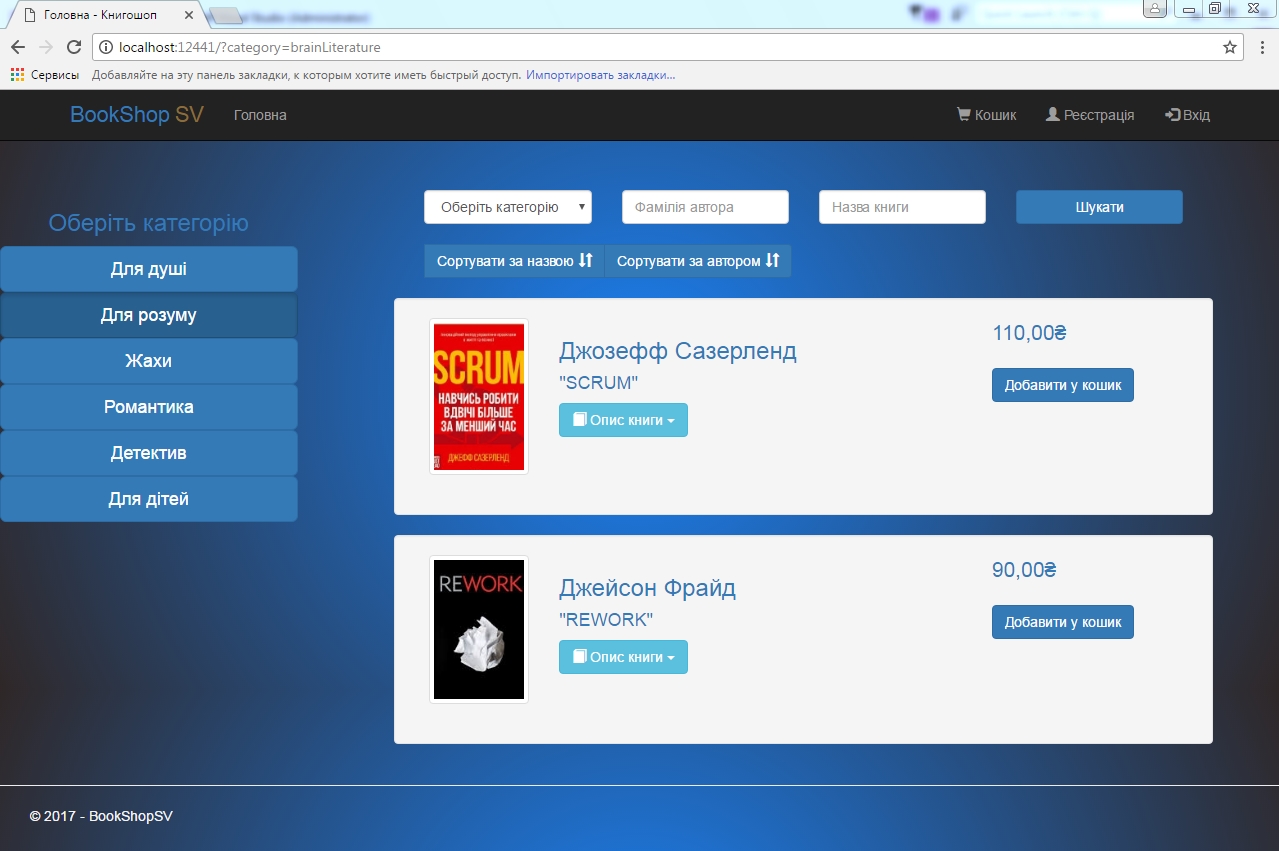 Головна - Книгошоп
localhost:12441/?category=brainLiterature
Сервисы Добавляйте на эту панель закладки, к которым хотите иметь быстрый доступ. Импортировать закладки...
BookShop SV Головна Кошик Реєстрація Вхід
Оберіть категорію Фамілія автора Назва книги Шукати
Оберіть категорію
Сортувати за назвою Сортувати за автором
Для душі
Для розуму
Жахи
Романтика
Детектив
Для дітей
SCRUM
НАВЧИСЬ РОБИТИ
ВДВІЧІ БІЛЬШЕ
ЗА МЕНШИЙ ЧАС
ДЖЕФФ САЗЕРЛЕНД
Джозефф Сазерленд
"SCRUM"
Опис книги
110,00₴
Добавити у кошик
REWORK
Джейсон Фрайд
"REWORK"
Опис книги
90,00₴
Добавити у кошик
© 2017 - BookShopSV